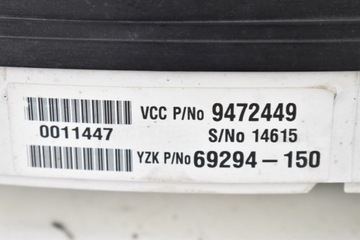 VCC P/No 9472449
0011447 S/No 14615
YZK P/No 69294-150